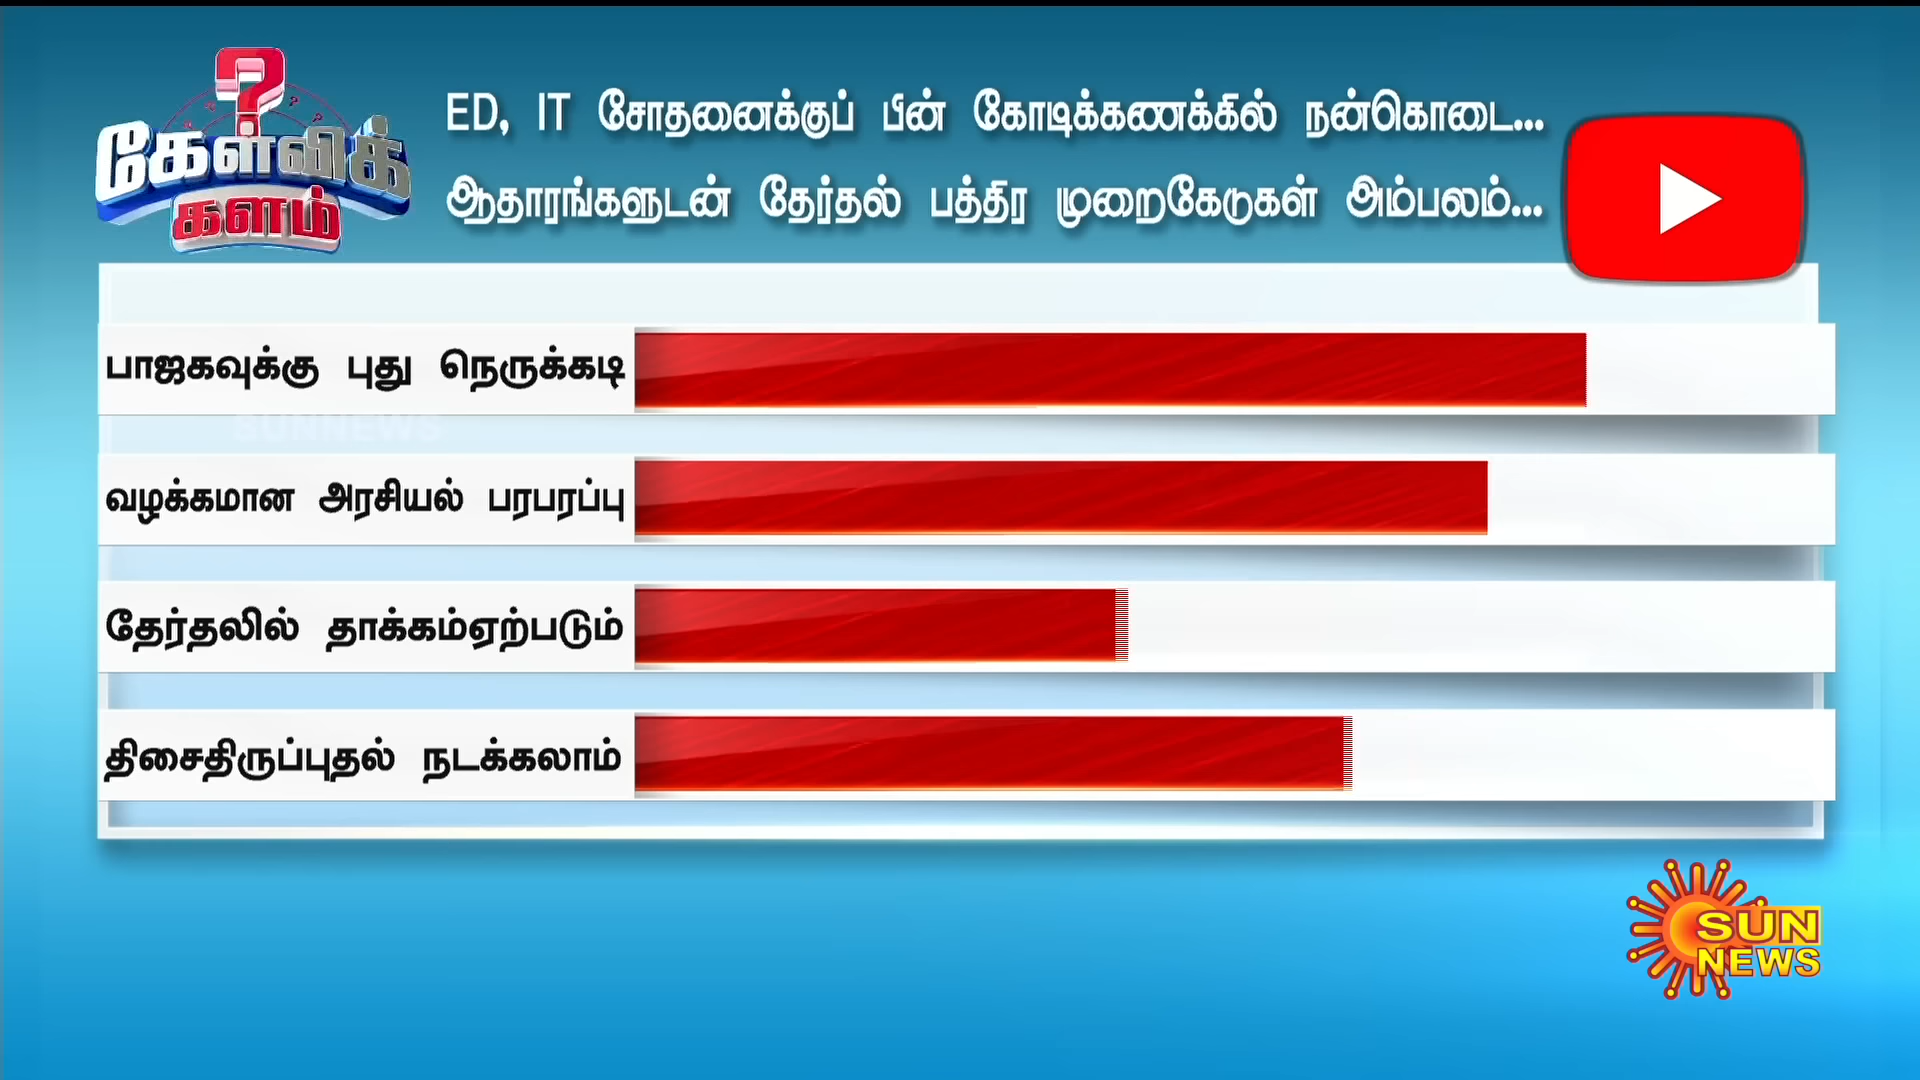 ?
கேள்விக்
களம்
ED, IT சோதனைக்குப் பின் கோடிக்கணக்கில் நன்கொடை...
ஆதாரங்களுடன் தேர்தல் பத்திர முறைகேடுகள் அம்பலம்...
பாஜகவுக்கு புது நெருக்கடி
SUNNEWS
வழக்கமான அரசியல் பரபரப்பு
தேர்தலில் தாக்கம்ஏற்படும்
திசைதிருப்புதல் நடக்கலாம்
SUN
NEWS